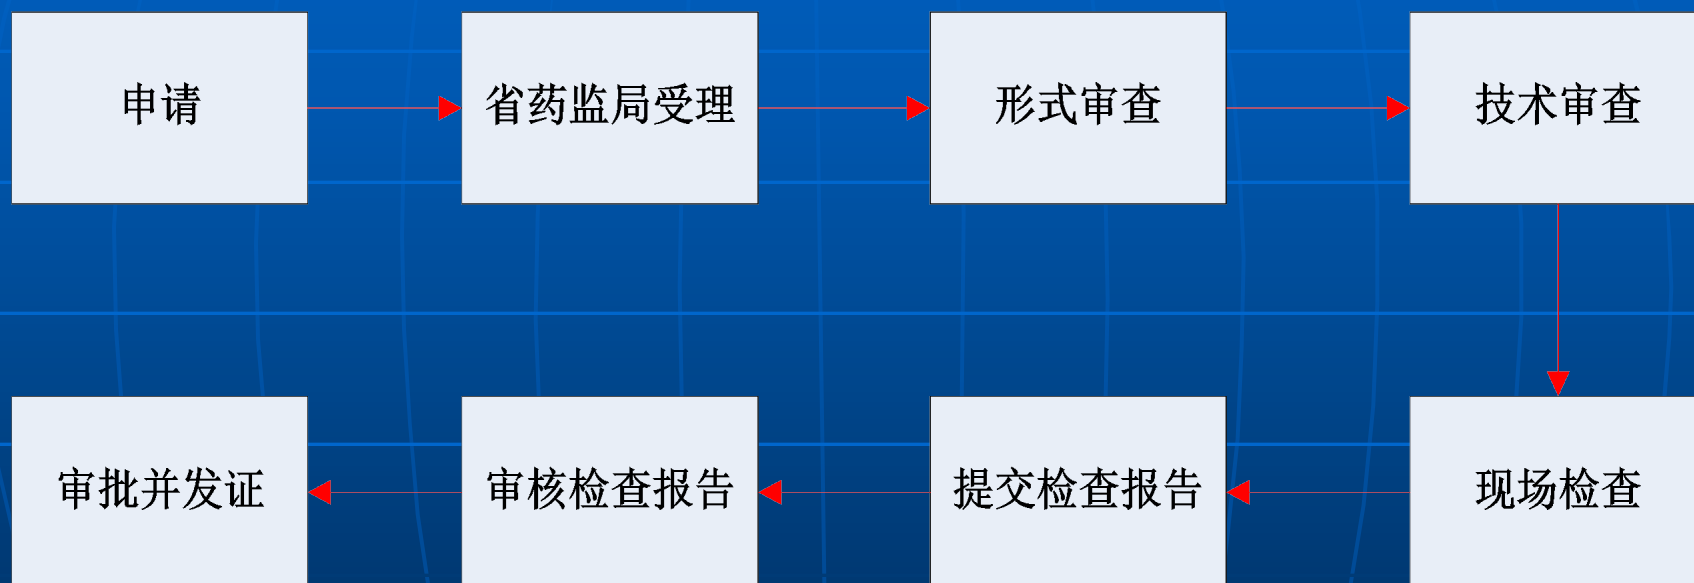 申请
省药监局受理
形式审查
技术审查
现场检查
提交检查报告
审核检查报告
审批并发证